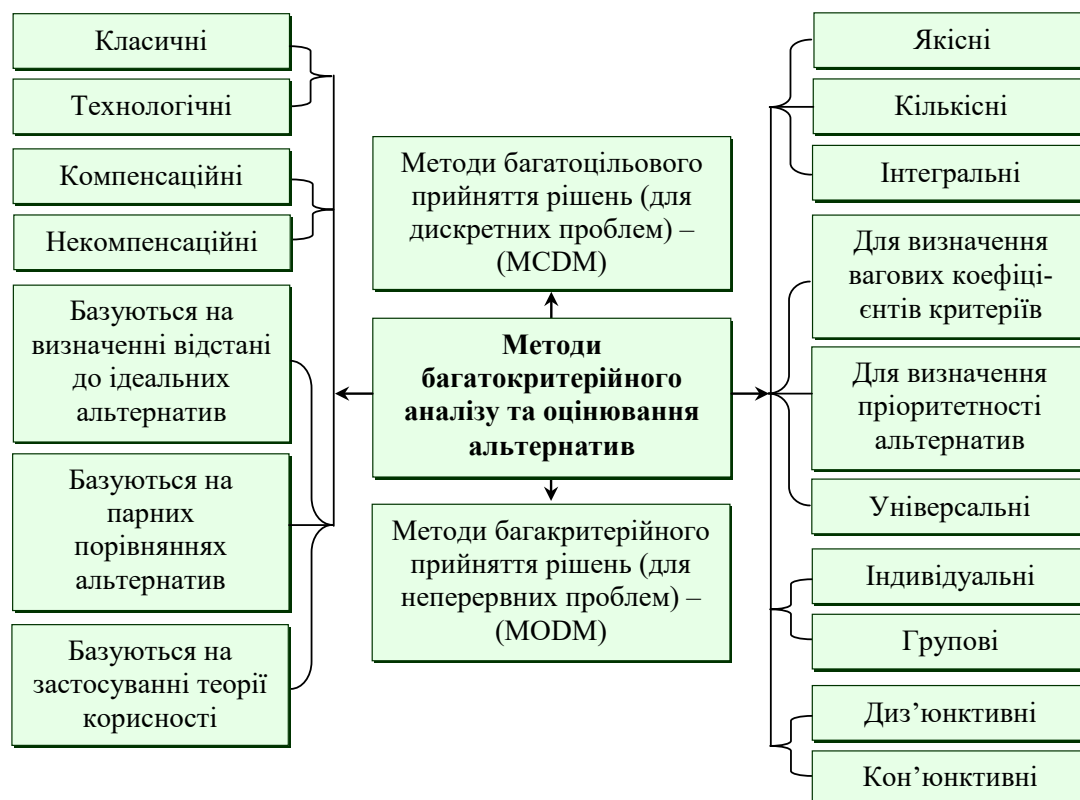 Класичні
Технологічні
Компенсаційні
Некомпенсаційні
Базуються на
визначенні відстані
до ідеальних
альтернатив
Базуються на
парних
порівняннях
альтернатив
Базуються на
застосуванні теорії
корисності
Методи багатоцільового
прийняття рішень (для
дискретних проблем) –
(MCDM)
Методи
багатокритерійного
аналізу та оцінювання
альтернатив
Методи багакритерійного
прийняття рішень (для
неперервних проблем) –
(MODM)
Якісні
Кількісні
Інтегральні
Для визначення
вагових коефіці-
єнтів критеріїв
Для визначення
пріоритетності
альтернатив
Універсальні
Індивідуальні
Групові
Диз’юнктивні
Кон’юнктивні